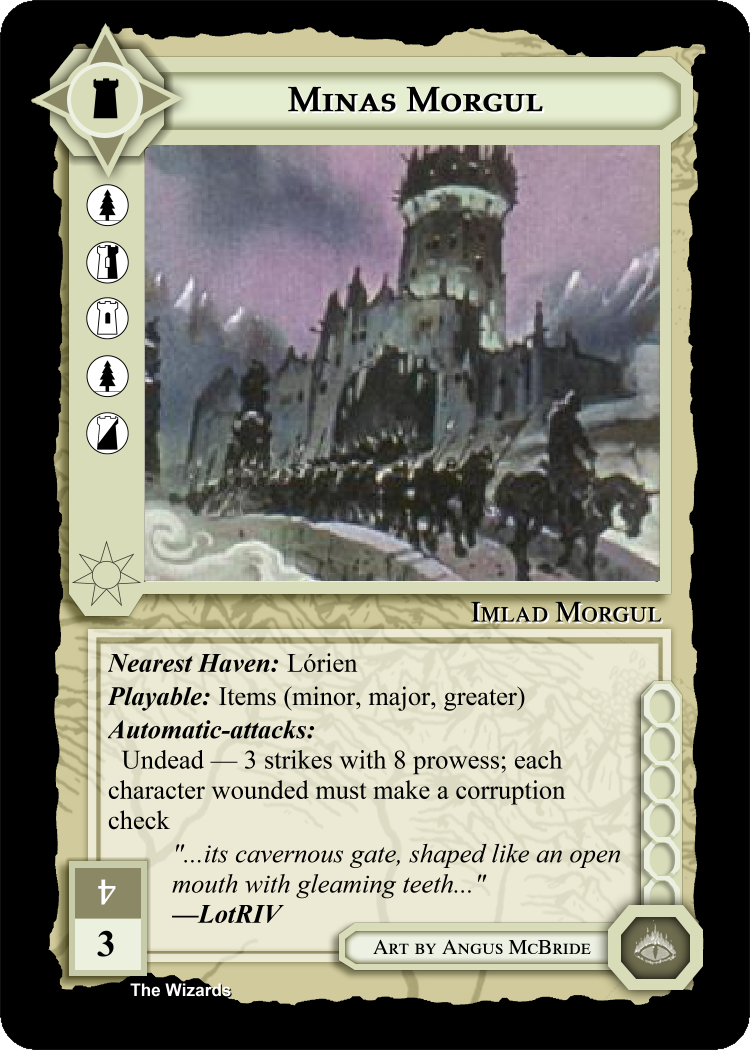 Minas Morgul
Imlad Morgul
Nearest Haven: Lórien
Playable: Items (minor, major, greater)
Automatic-attacks:
Undead — 3 strikes with 8 prowess; each
character wounded must make a corruption
check
"...its cavernous gate, shaped like an open
mouth with gleaming teeth..."
—LotRIV
4
3
Art by Angus McBride
The Wizards